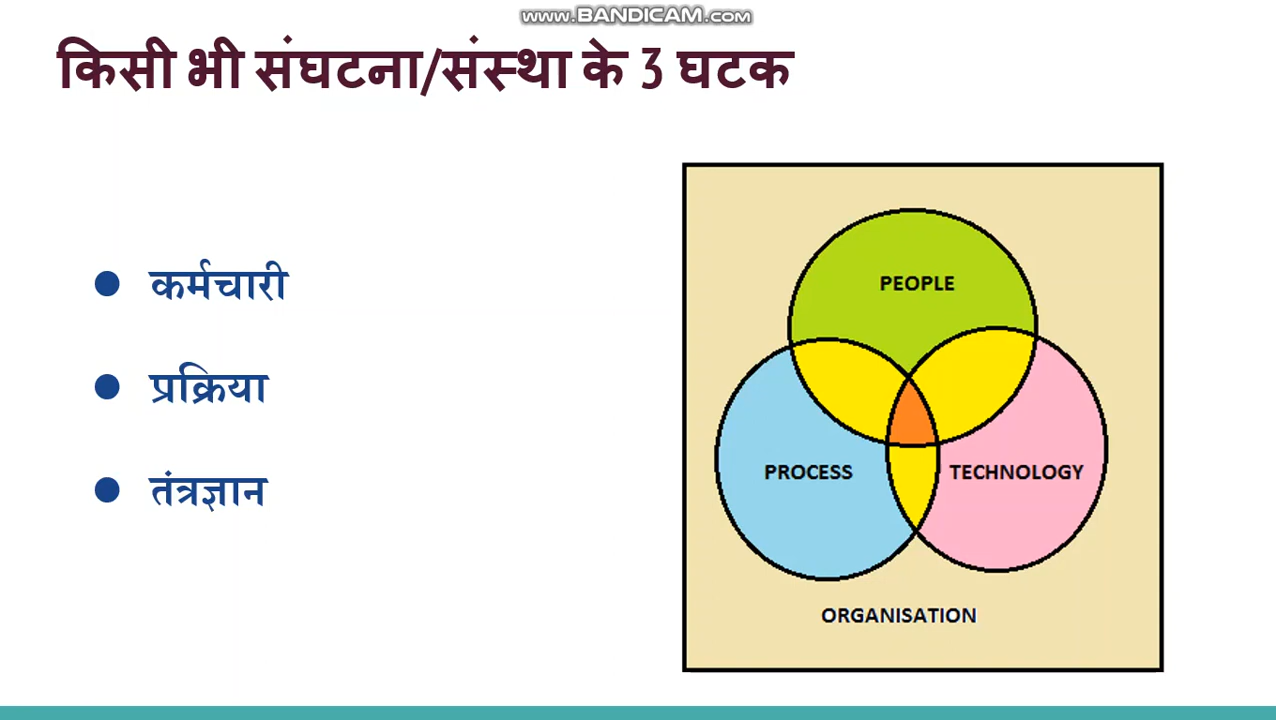 www.BANDICAM.com
किसी भी संघटना/संस्था के 3 घटक
● कर्मचारी
● प्रक्रिया
● तंत्रज्ञान
PEOPLE
PROCESS
TECHNOLOGY
ORGANISATION